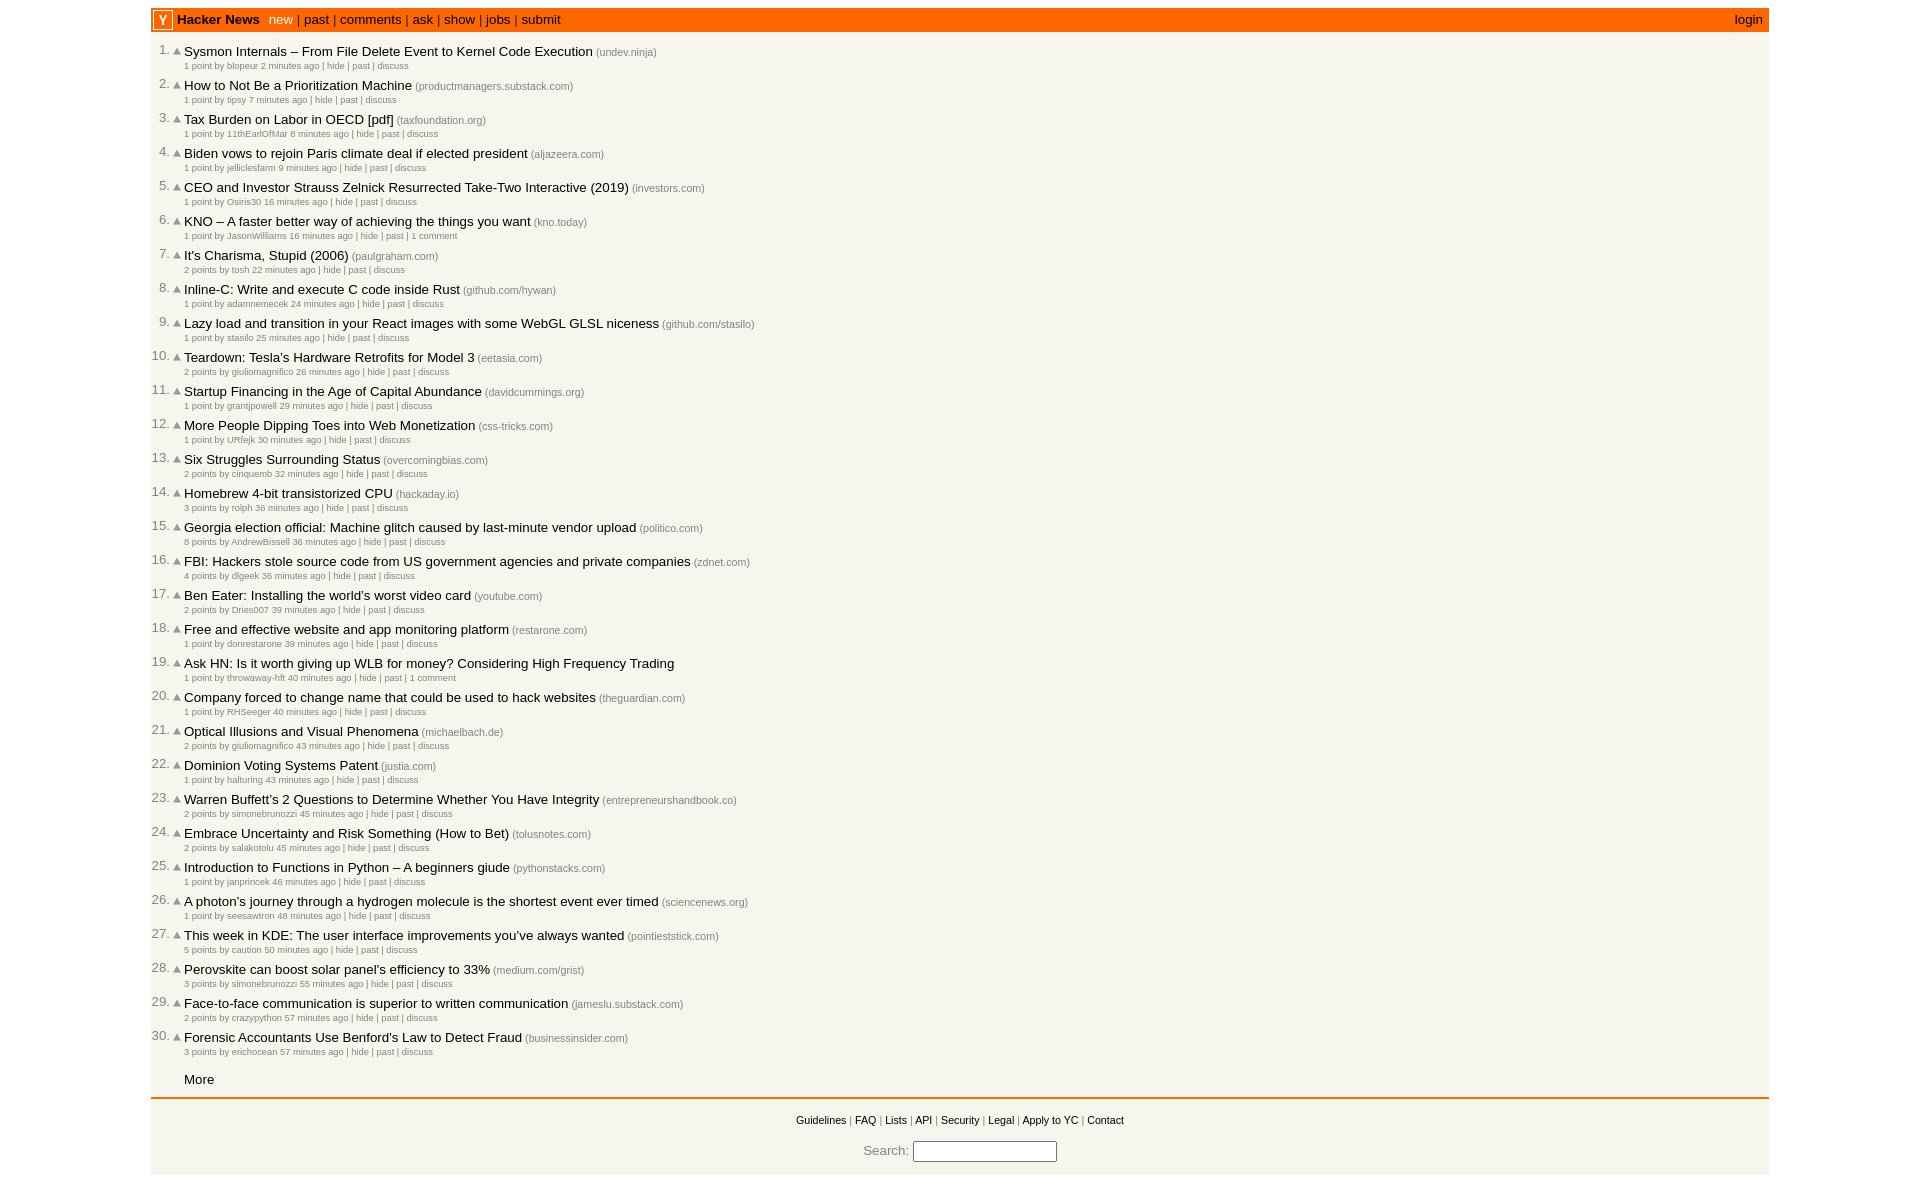 Y Hacker News new | past | comments | ask | show | jobs | submit login
1. Sysmon Internals – From File Delete Event to Kernel Code Execution (undev.ninja)
1 point by blopeur 2 minutes ago | hide | past | discuss
2. How to Not Be a Prioritization Machine (productmanagers.substack.com)
1 point by tipsy 7 minutes ago | hide | past | discuss
3. Tax Burden on Labor in OECD [pdf] (taxfoundation.org)
1 point by 11thEarlOfMar 8 minutes ago | hide | past | discuss
4. Biden vows to rejoin Paris climate deal if elected president (aljazeera.com)
1 point by jelliclesfarm 9 minutes ago | hide | past | discuss
5. CEO and Investor Strauss Zelnick Resurrected Take-Two Interactive (2019) (investors.com)
1 point by Osiris30 16 minutes ago | hide | past | discuss
6. KNO – A faster better way of achieving the things you want (kno.today)
1 point by JasonWilliams 16 minutes ago | hide | past | 1 comment
7. It's Charisma, Stupid (2006) (paulgraham.com)
2 points by tosh 22 minutes ago | hide | past | discuss
8. Inline-C: Write and execute C code inside Rust (github.com/hywan)
1 point by adamnemecek 24 minutes ago | hide | past | discuss
9. Lazy load and transition in your React images with some WebGL GLSL niceness (github.com/stasilo)
1 point by stasilo 25 minutes ago | hide | past | discuss
10. Teardown: Tesla's Hardware Retrofits for Model 3 (eetasia.com)
2 points by giuliomagnifico 26 minutes ago | hide | past | discuss
11. Startup Financing in the Age of Capital Abundance (davidcummings.org)
1 point by grantjpowell 29 minutes ago | hide | past | discuss
12. More People Dipping Toes into Web Monetization (css-tricks.com)
1 point by URfejk 30 minutes ago | hide | past | discuss
13. Six Struggles Surrounding Status (overcomingbias.com)
2 points by cinquemb 32 minutes ago | hide | past | discuss
14. Homebrew 4-bit transistorized CPU (hackaday.io)
3 points by rolph 36 minutes ago | hide | past | discuss
15. Georgia election official: Machine glitch caused by last-minute vendor upload (politico.com)
8 points by AndrewBissell 36 minutes ago | hide | past | discuss
16. FBI: Hackers stole source code from US government agencies and private companies (zdnet.com)
4 points by dlgeek 36 minutes ago | hide | past | discuss
17. Ben Eater: Installing the world's worst video card (youtube.com)
2 points by Dries007 39 minutes ago | hide | past | discuss
18. Free and effective website and app monitoring platform (restarone.com)
1 point by donrestarone 39 minutes ago | hide | past | discuss
19. Ask HN: Is it worth giving up WLB for money? Considering High Frequency Trading
1 point by throwaway-hft 40 minutes ago | hide | past | 1 comment
20. Company forced to change name that could be used to hack websites (theguardian.com)
1 point by RHSeeger 40 minutes ago | hide | past | discuss
21. Optical Illusions and Visual Phenomena (michaelbach.de)
2 points by giuliomagnifico 43 minutes ago | hide | past | discuss
22. Dominion Voting Systems Patent (justia.com)
1 point by halturing 43 minutes ago | hide | past | discuss
23. Warren Buffett's 2 Questions to Determine Whether You Have Integrity (entrepreneurshandbook.co)
2 points by simonebrunozzi 45 minutes ago | hide | past | discuss
24. Embrace Uncertainty and Risk Something (How to Bet) (tolusnotes.com)
2 points by salakotolu 45 minutes ago | hide | past | discuss
25. Introduction to Functions in Python – A beginners giude (pythonstacks.com)
1 point by janprincek 46 minutes ago | hide | past | discuss
26. A photon's journey through a hydrogen molecule is the shortest event ever timed (sciencenews.org)
1 point by seesawtron 48 minutes ago | hide | past | discuss
27. This week in KDE: The user interface improvements you've always wanted (pointieststick.com)
5 points by caution 50 minutes ago | hide | past | discuss
28. Perovskite can boost solar panel's efficiency to 33% (medium.com/grist)
3 points by simonebrunozzi 55 minutes ago | hide | past | discuss
29. Face-to-face communication is superior to written communication (jameslu.substack.com)
2 points by crazypython 57 minutes ago | hide | past | discuss
30. Forensic Accountants Use Benford's Law to Detect Fraud (businessinsider.com)
3 points by erichocean 57 minutes ago | hide | past | discuss
More
Guidelines | FAQ | Lists | API | Security | Legal | Apply to YC | Contact
Search: